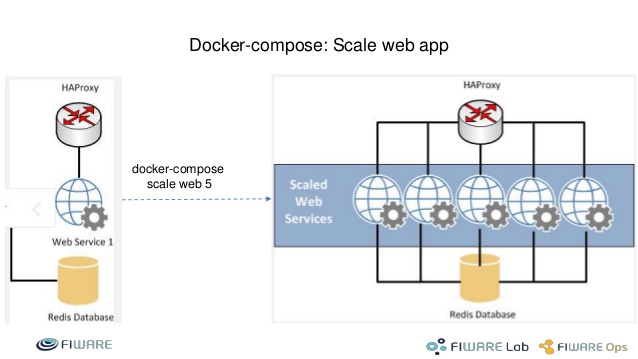 Docker-compose: Scale web app
HAProxy
docker-compose
scale web 5
Web Service 1
Redis Database
HAProxy
Scaled
Web
Services
Redis Database
FIWARE
FIWARE Lab
FIWARE Ops